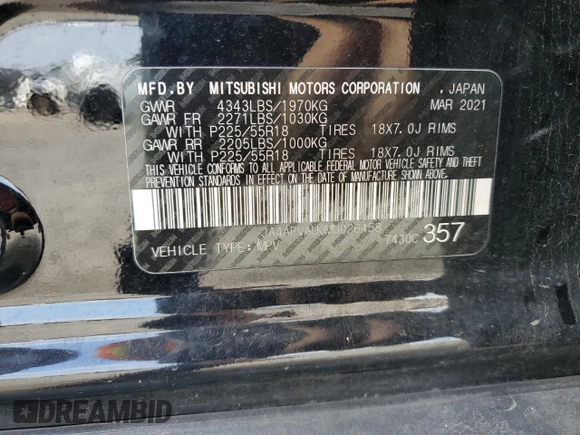 MFD.BY MITSUBISHI MOTORS CORPORATION , JAPAN
GVWR 4343LBS/1970KG MAR 2021
GAWR FR 2271LBS/1030KG
WITH P225/55R18 TIRES 18X7.0J RIMS
GAWR RR 2205LBS/1000KG
WITH P225/55R18 TIRES 18X7.0J RIMS
THIS VEHICLE CONFORMS TO ALL APPLICABLE FEDERAL MOTOR VEHICLE SAFETY AND THEFT
PREVENTION STANDARDS IN EFFECT ON THE DATE OF MANUFACTURE SHOWN ABOVE.
VEHICLE TYPE: MPV 7430C 357
DREAMBID